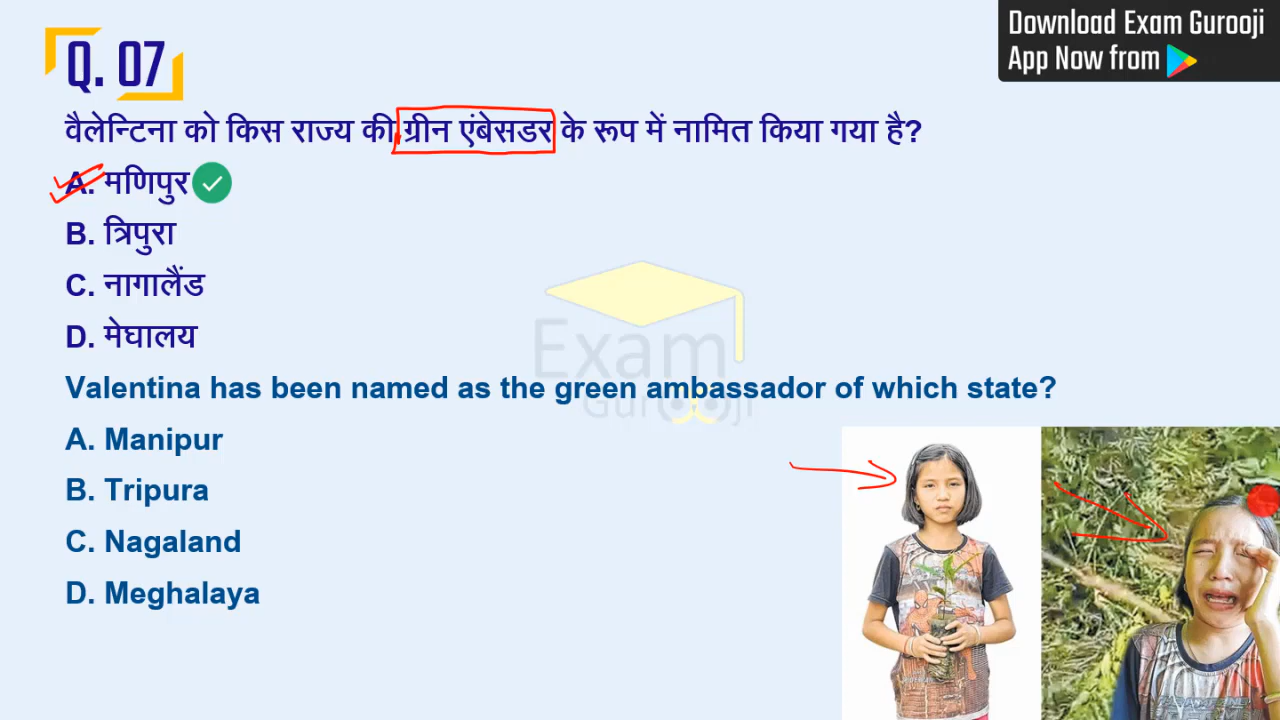 Download Exam Gurooji
App Now from
Q. 07
वैलेन्टिना को किस राज्य की ग्रीन एंबेसडर के रूप में नामित किया गया है?
A. मणिपुर
B. त्रिपुरा
C. नागालैंड
D. मेघालय
Exam
Gurooji
Valentina has been named as the green ambassador of which state?
A. Manipur
B. Tripura
C. Nagaland
D. Meghalaya